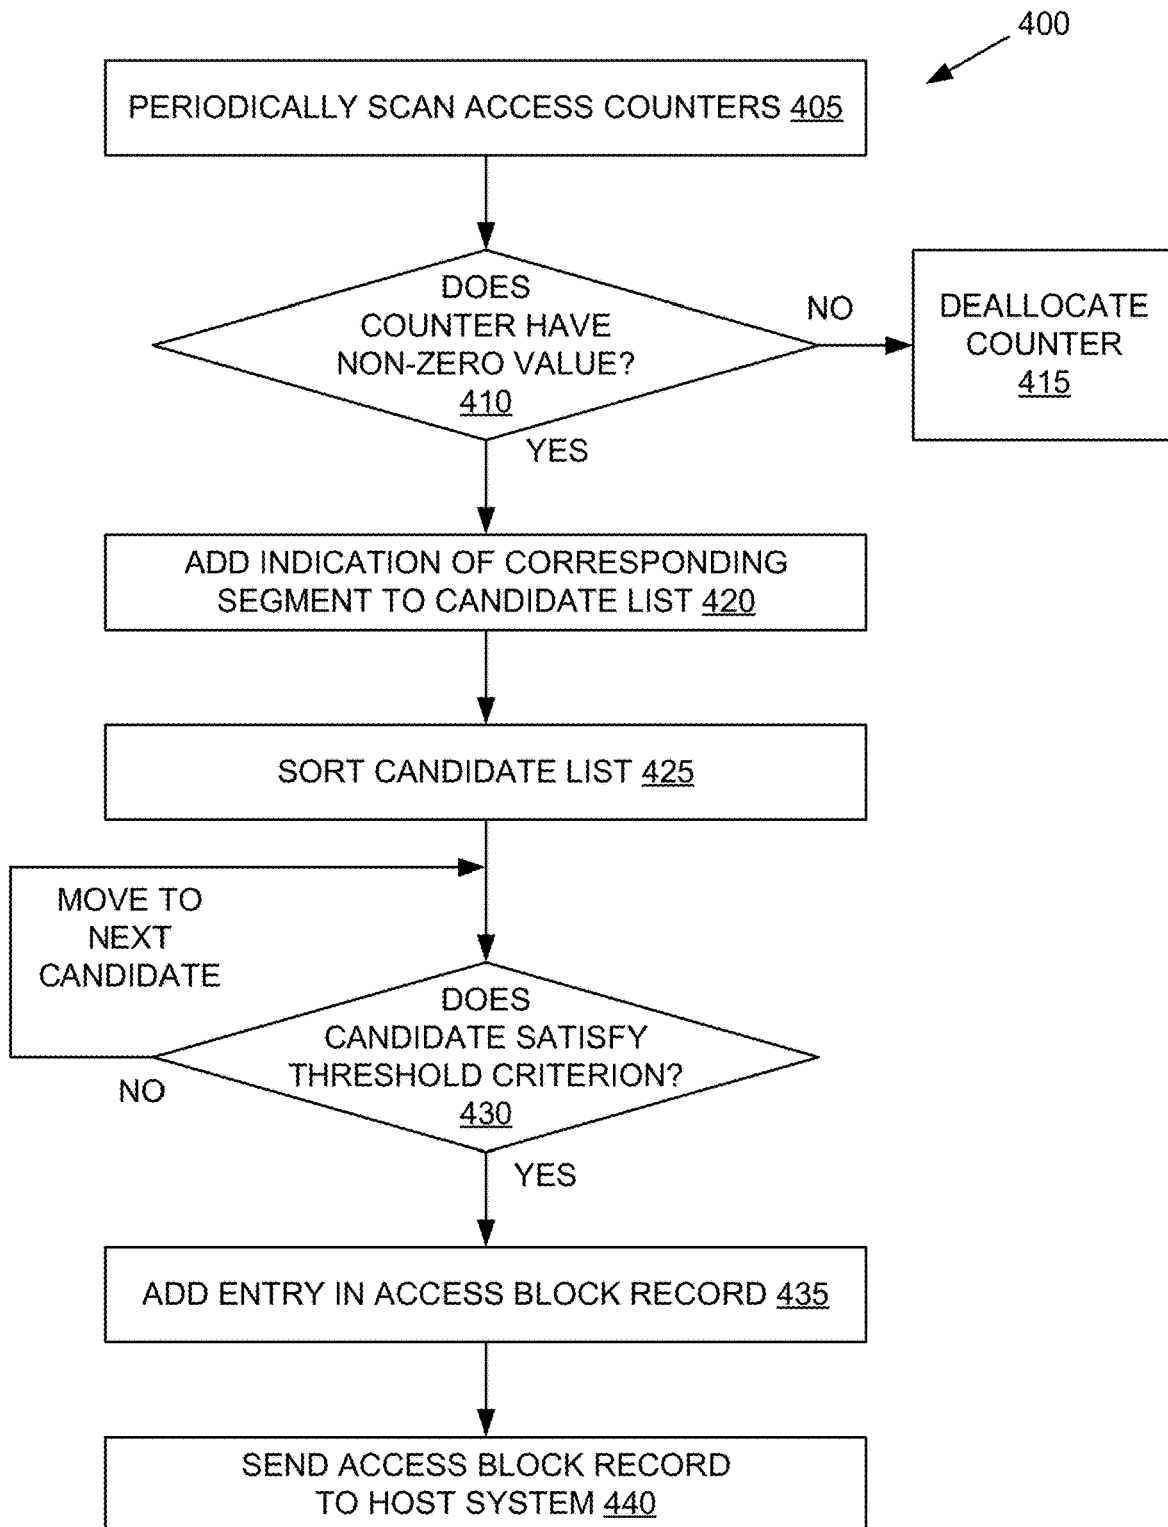 400
PERIODICALLY SCAN ACCESS COUNTERS 405
DOES
COUNTER HAVE
NON-ZERO VALUE?
410
NO
DEALLOCATE
COUNTER
415
YES
ADD INDICATION OF CORRESPONDING
SEGMENT TO CANDIDATE LIST 420
SORT CANDIDATE LIST 425
MOVE TO
NEXT
CANDIDATE
DOES
CANDIDATE SATISFY
THRESHOLD CRITERION?
430
NO
YES
ADD ENTRY IN ACCESS BLOCK RECORD 435
SEND ACCESS BLOCK RECORD
TO HOST SYSTEM 440